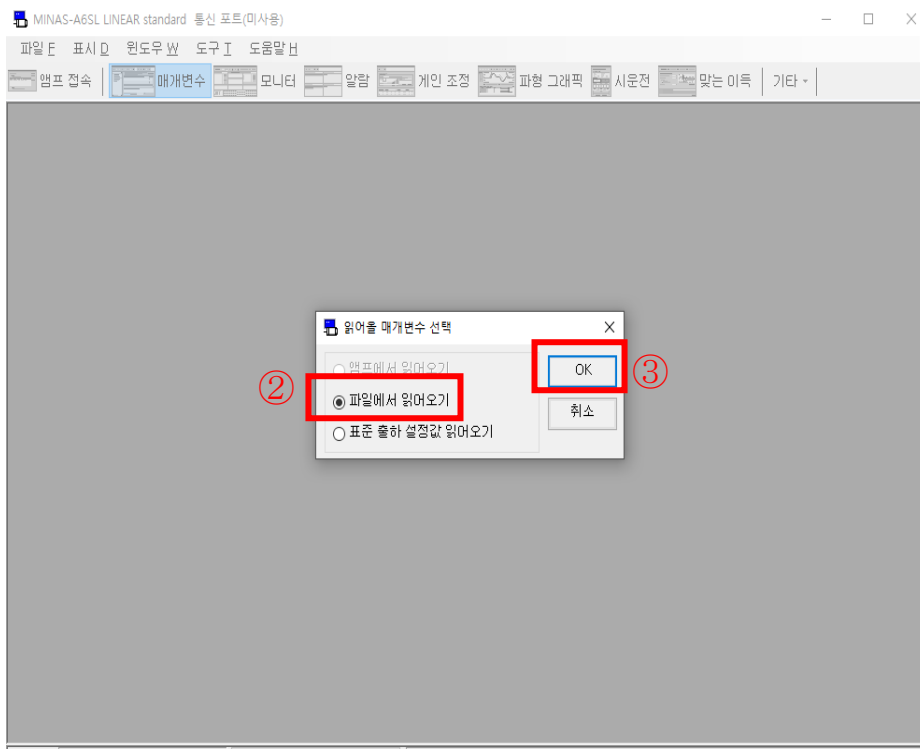 MINAS-A6SL LINEAR standard 통신 포트(미사용)
파일 F 표시 D 윈도우 W 도구 T 도움말 H
앰프 접속 매개변수 모니터 알람 게인 조정 파형 그래픽 시운전 맞는 이득 기타
읽어올 매개변수 선택
앰프에서 읽어오기
OK
③
②
파일에서 읽어오기
취소
표준 출하 설정값 읽어오기